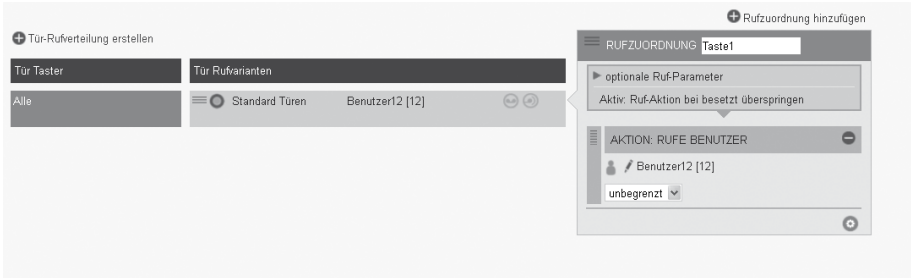 Rufzuordnung hinzufügen
Tür-Rufverteilung erstellen
RUFZUORDNUNG Taste1
Tür Taster Tür Rufvarianten
optionale Ruf-Parameter
Alle Standard Türen Benutzer12 [12]
Aktiv: Ruf-Aktion bei besetzt überspringen
AKTION: RUFE BENUTZER
Benutzer12 [12]
unbegrenzt